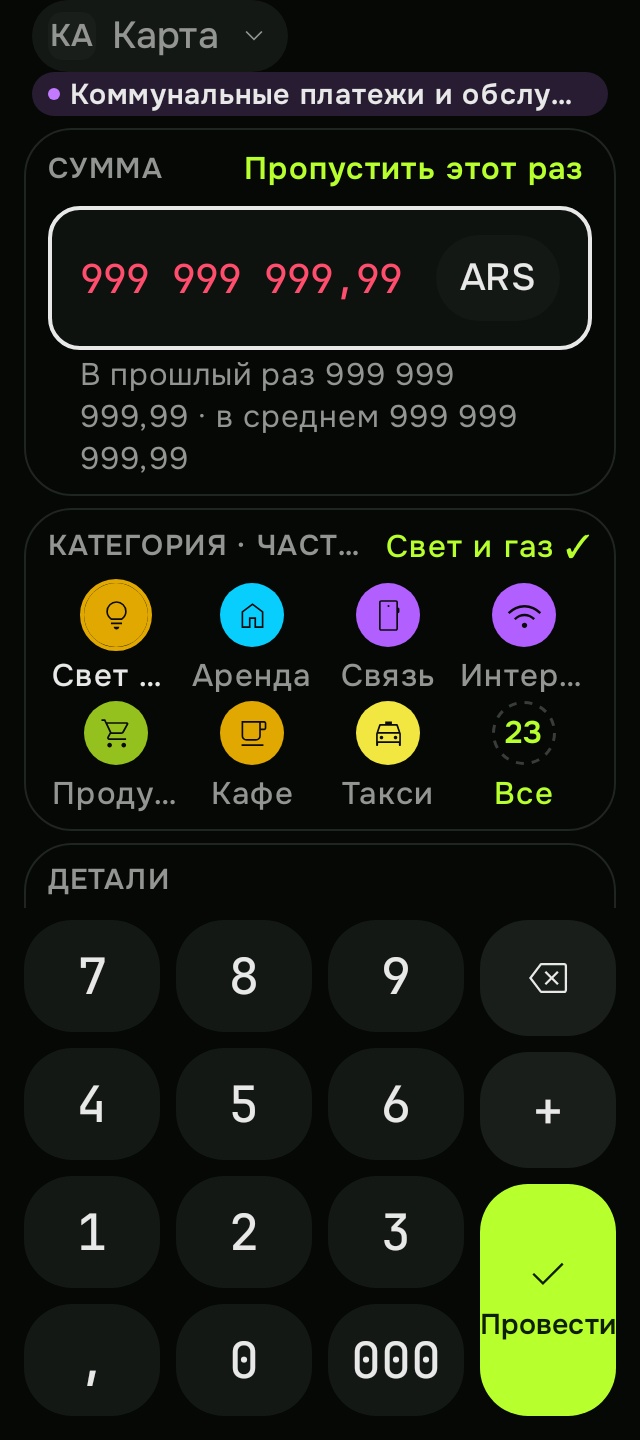 КА Карта
Коммунальные платежи и обслу...
СУММА Пропустить этот раз
999 999 999,99 ARS
В прошлый раз 999 999
999,99 · в среднем 999 999
999,99
КАТЕГОРИЯ · ЧАСТ... Свет и газ ✓
Свет ... Аренда Связь Интер...
23
Проду... Кафе Такси Все
ДЕТАЛИ
7 8 9
4 5 6 +
1 2 3
Провести
, 0 000